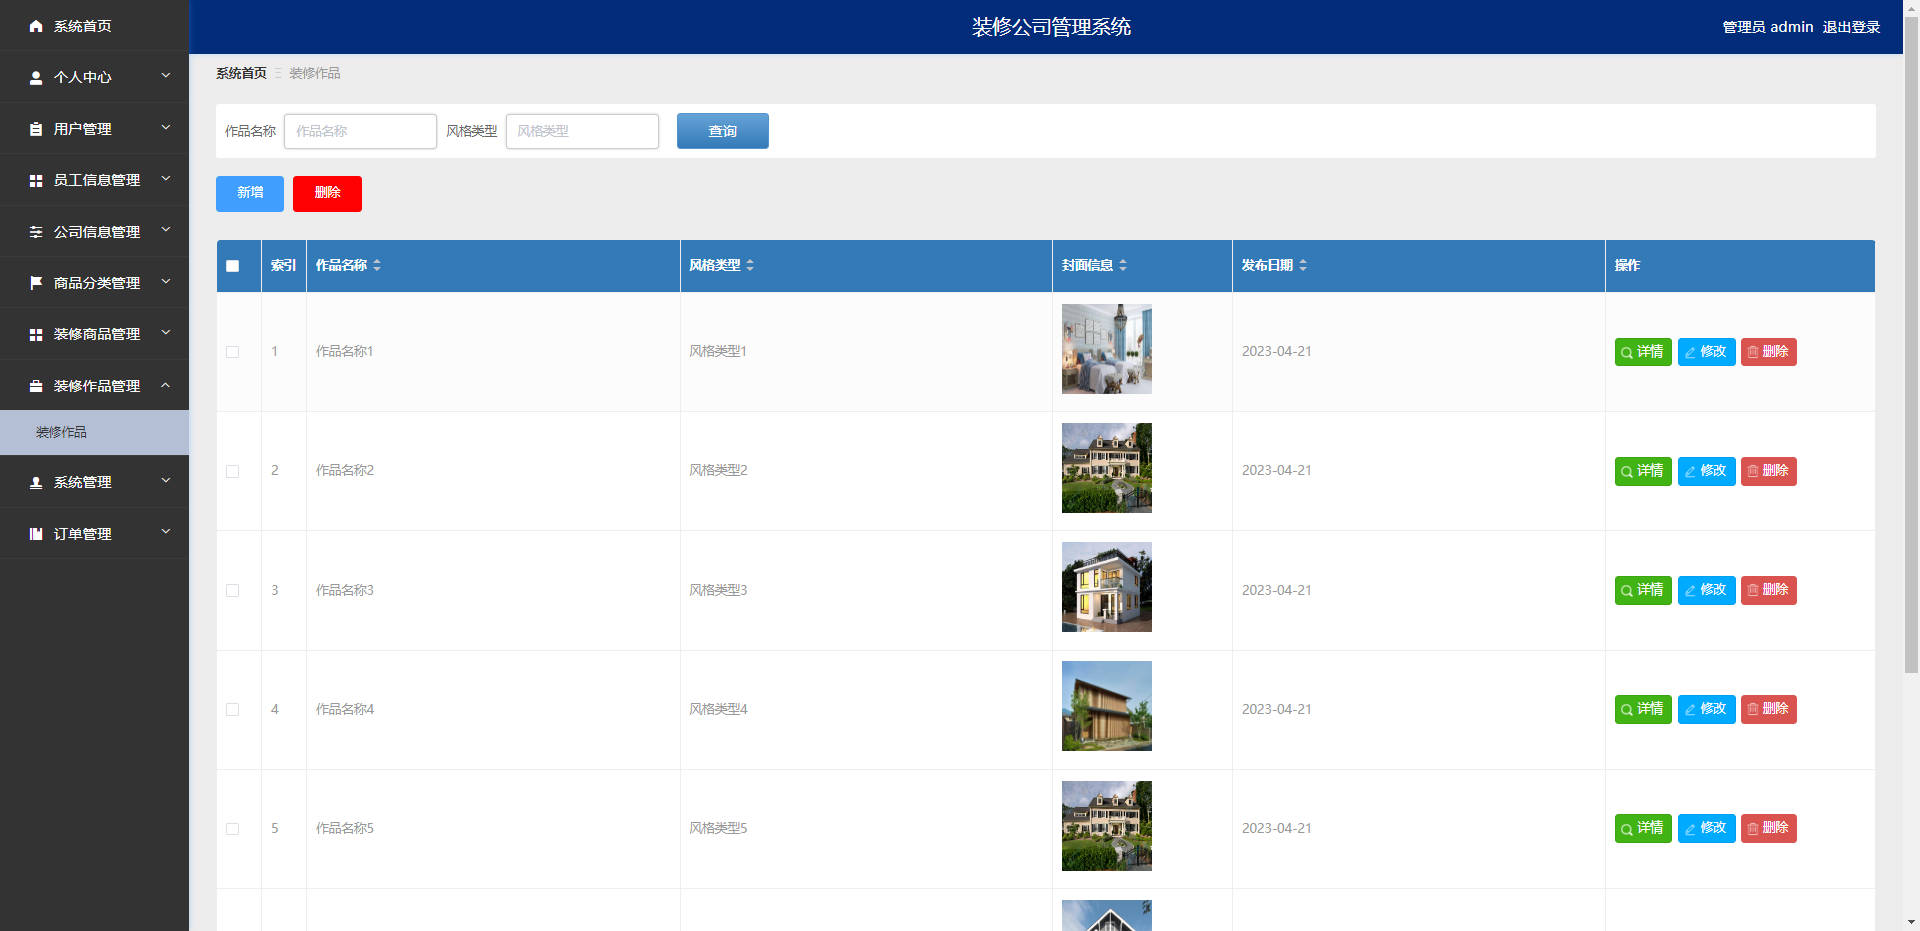 装修公司管理系统
管理员 admin 退出登录
系统首页
个人中心
用户管理
员工信息管理
公司信息管理
商品分类管理
装修商品管理
装修作品管理
装修作品
系统管理
订单管理
系统首页 装修作品
作品名称 作品名称 风格类型 风格类型 查询
新增 删除
索引 作品名称 风格类型 封面信息 发布日期 操作
1 作品名称1 风格类型1 2023-04-21 详情 修改 删除
2 作品名称2 风格类型2 2023-04-21 详情 修改 删除
3 作品名称3 风格类型3 2023-04-21 详情 修改 删除
4 作品名称4 风格类型4 2023-04-21 详情 修改 删除
5 作品名称5 风格类型5 2023-04-21 详情 修改 删除